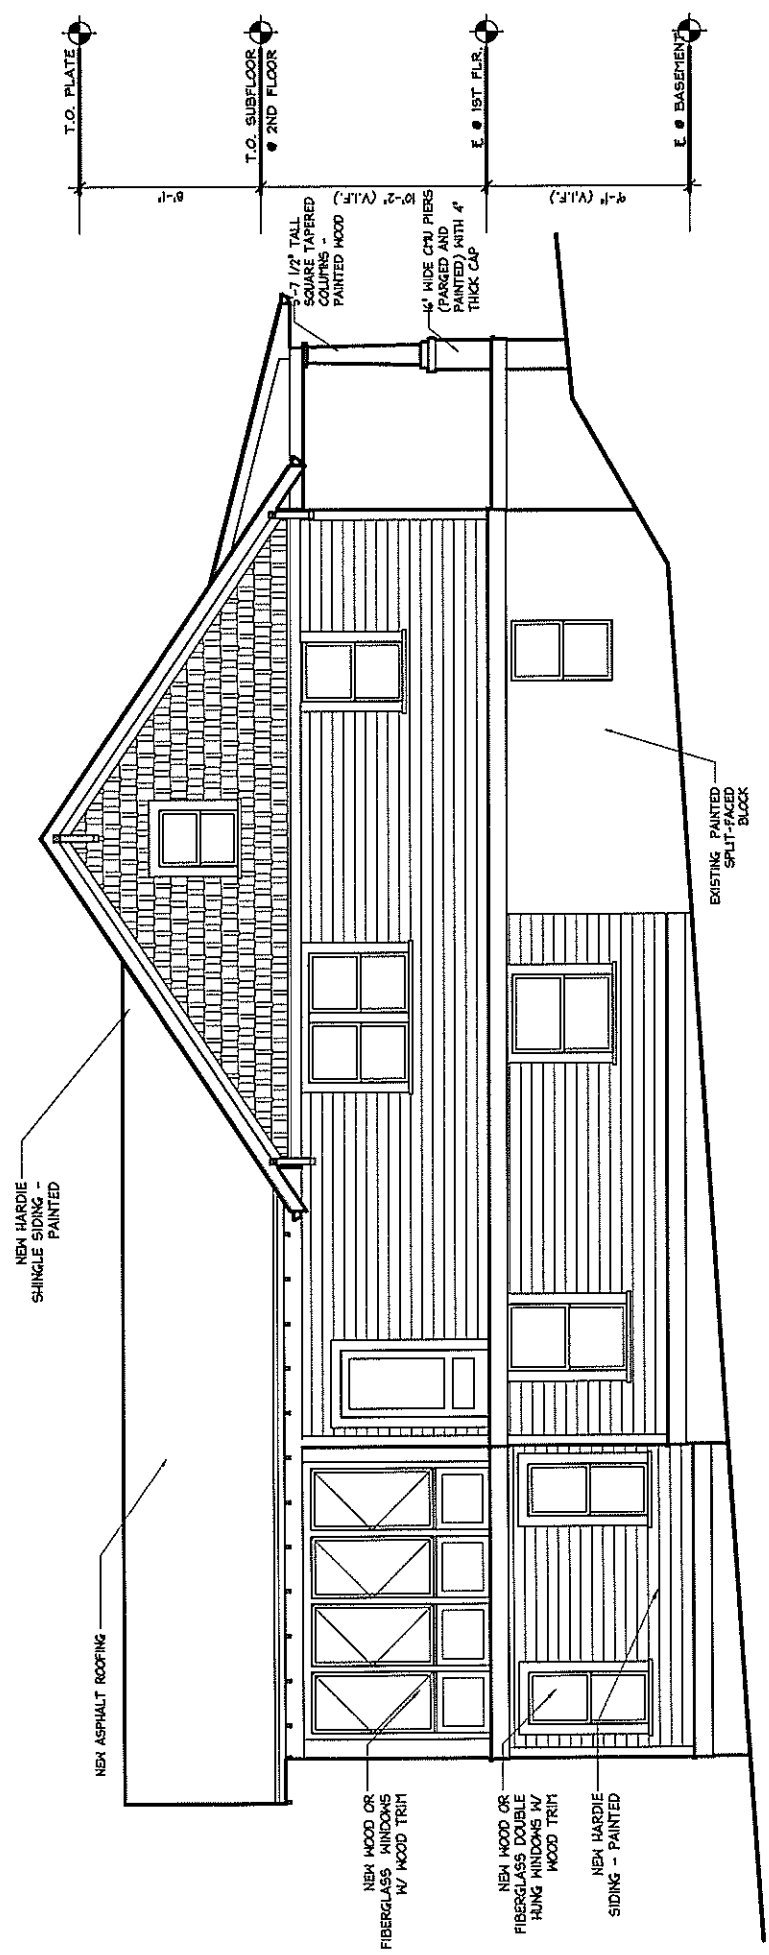 T.O. PLATE
T.O. SUBFLOOR
@ 2ND FLOOR
E. @ 1ST FLR.
E. @ BASEMENT
8'-1"
10'-2" (V.I.F.)
9'-1" (V.I.F.)
5'-7 1/2" TALL
SQUARE TAPERED
COLUMNS -
PAINTED WOOD
16" WIDE CMU PIERS
(PARGED AND
PAINTED) WITH 4"
THICK CAP
EXISTING PAINTED
SPLIT-FACED
BLOCK
NEW HARDIE
SHINGLE SIDING -
PAINTED
NEW ASPHALT ROOFING
NEW WOOD OR
FIBERGLASS WINDOWS
W/ WOOD TRIM
NEW WOOD OR
FIBERGLASS DOUBLE
HUNG WINDOWS W/
WOOD TRIM
NEW HARDIE
SIDING - PAINTED